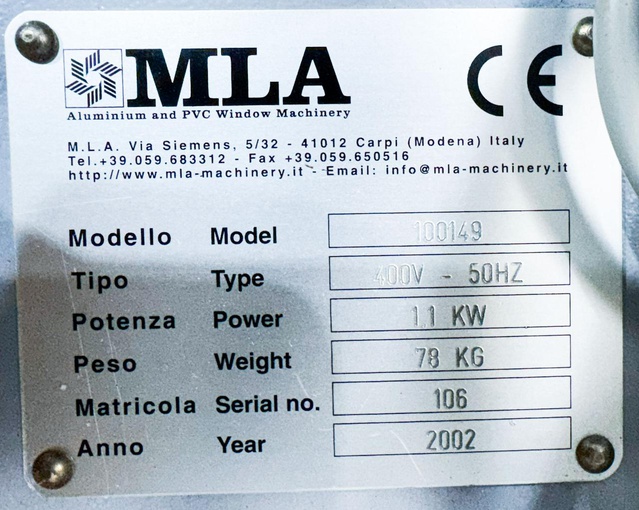 MLA
CE
Aluminium and PVC Window Machinery
M.L.A. Via Siemens, 5/32 - 41012 Carpi (Modena) Italy
Tel.+39.059.683312 - Fax +39.059.650516
http://www.mla-machinery.it - Email: info@mla-machinery.it
Modello Model 100149
Tipo Type 400V - 50HZ
Potenza Power 1.1 KW
Peso Weight 78 KG
Matricola Serial no. 106
Anno Year 2002